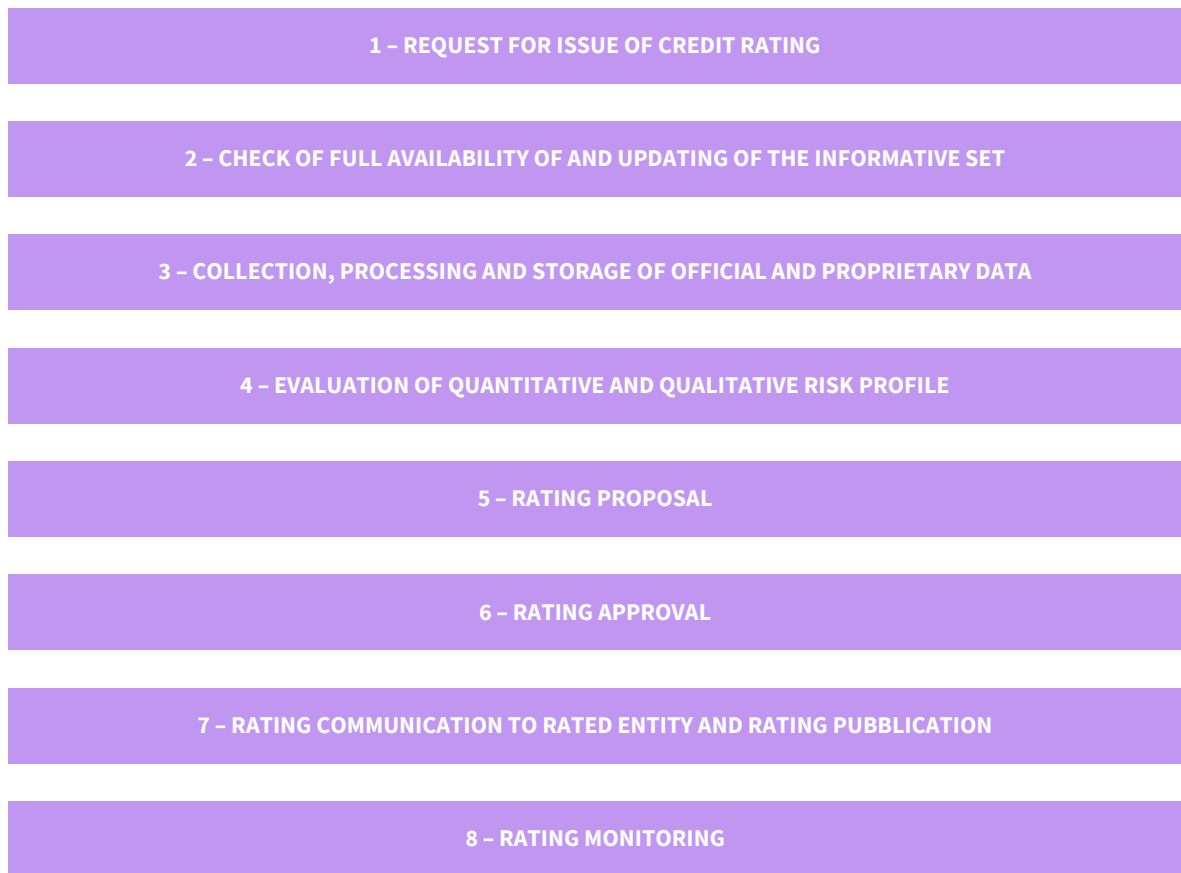 1 – REQUEST FOR ISSUE OF CREDIT RATING
2 – CHECK OF FULL AVAILABILITY OF AND UPDATING OF THE INFORMATIVE SET
3 – COLLECTION, PROCESSING AND STORAGE OF OFFICIAL AND PROPRIETARY DATA
4 – EVALUATION OF QUANTITATIVE AND QUALITATIVE RISK PROFILE
5 – RATING PROPOSAL
6 – RATING APPROVAL
7 – RATING COMMUNICATION TO RATED ENTITY AND RATING PUBBLICATION
8 – RATING MONITORING